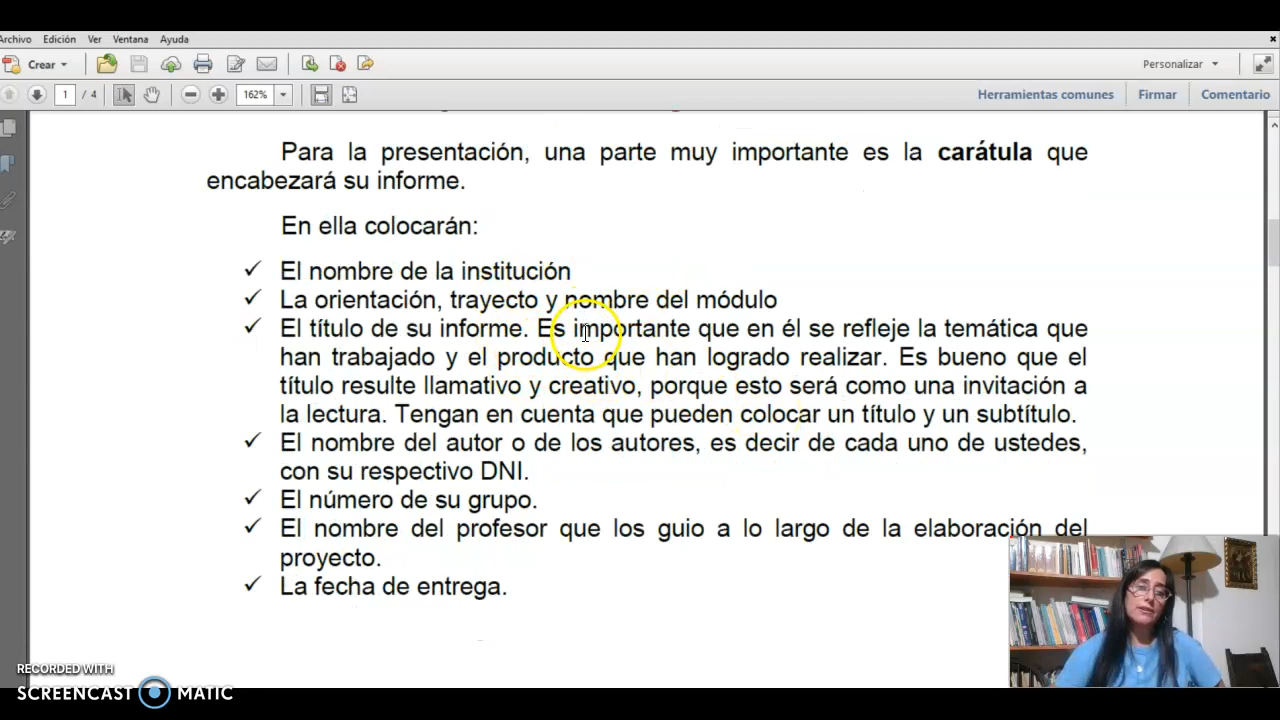 Archivo Edición Ver Ventana Ayuda
Crear
Personalizar
1 / 4
162%
Herramientas comunes Firmar Comentario
Para la presentación, una parte muy importante es la carátula que
encabezará su informe.
En ella colocarán:
✓ El nombre de la institución
✓ La orientación, trayecto y nombre del módulo
✓ El título de su informe. Es importante que en él se refleje la temática que
han trabajado y el producto que han logrado realizar. Es bueno que el
título resulte llamativo y creativo, porque esto será como una invitación a
la lectura. Tengan en cuenta que pueden colocar un título y un subtítulo.
✓ El nombre del autor o de los autores, es decir de cada uno de ustedes,
con su respectivo DNI.
✓ El número de su grupo.
✓ El nombre del profesor que los guio a lo largo de la elaboración del
proyecto.
✓ La fecha de entrega.
RECORDED WITH
SCREENCAST MATIC